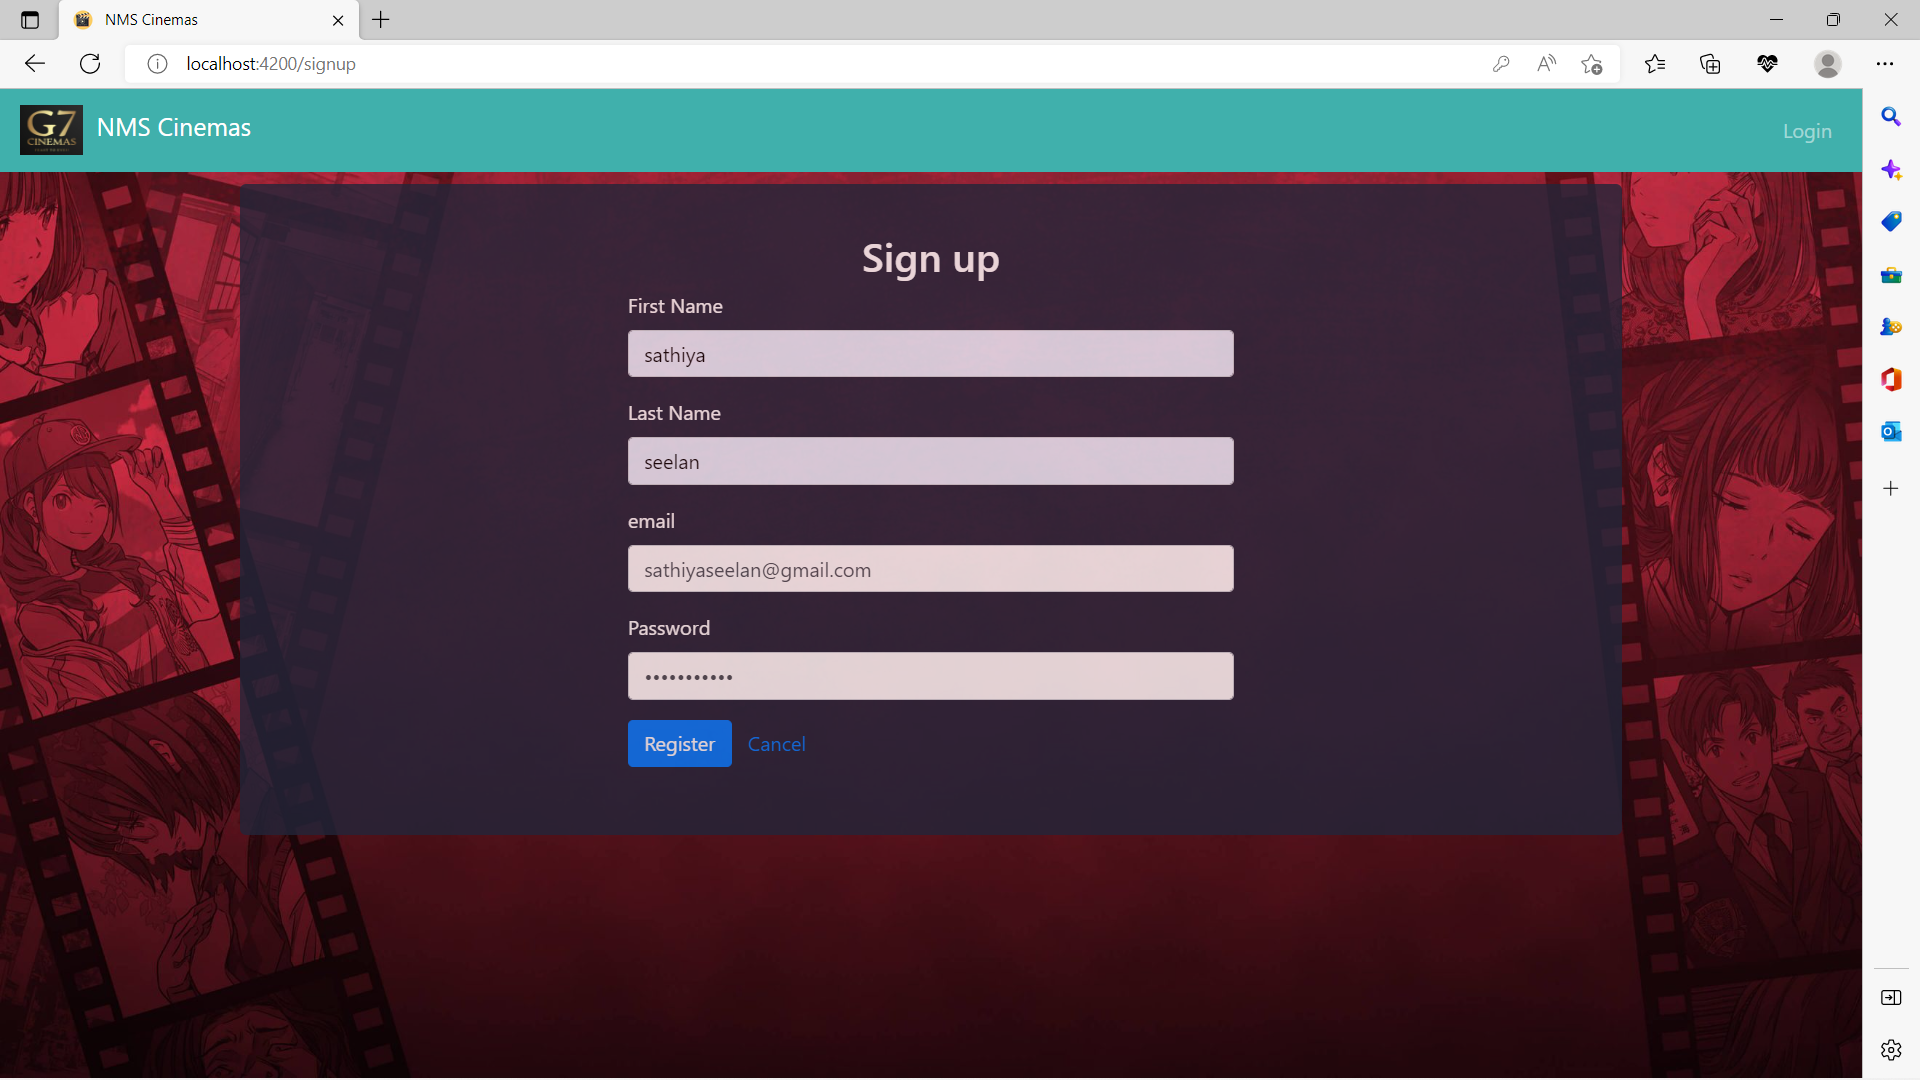 NMS Cinemas
localhost:4200/signup
G7
CINEMAS
NMS Cinemas
Login
Sign up
First Name
sathiya
Last Name
seelan
email
sathiyaseelan@gmail.com
Password
•••••••••••
Register Cancel